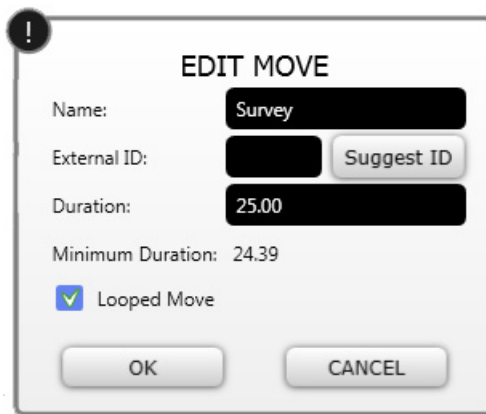 !
EDIT MOVE
Name: Survey
External ID: Suggest ID
Duration: 25.00
Minimum Duration: 24.39
Looped Move
OK CANCEL